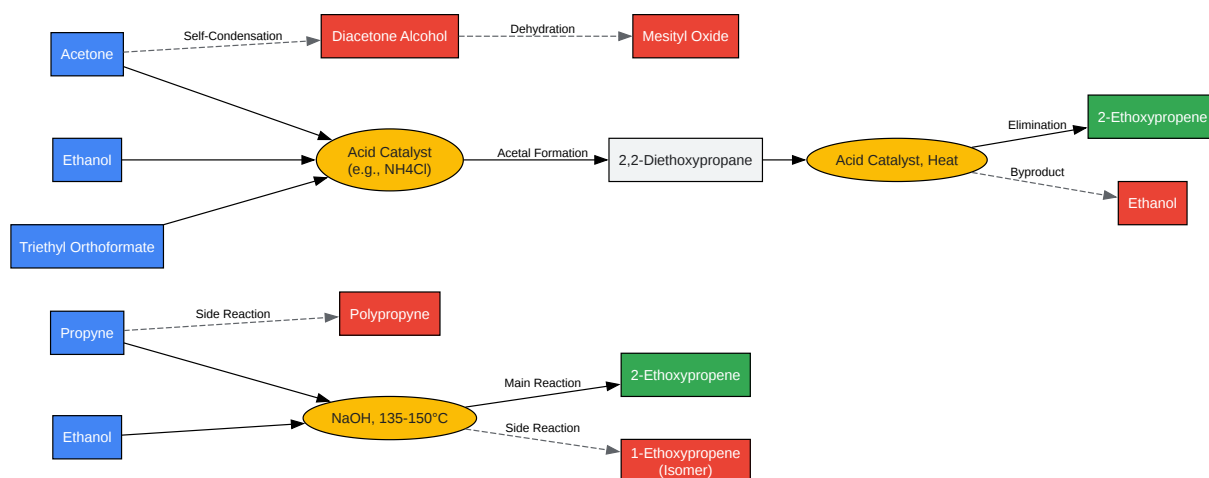 Acetone
Self-Condensation
Diacetone Alcohol
Dehydration
Mesityl Oxide
Ethanol
Acid Catalyst
(e.g., NH4Cl)
Acetal Formation
2,2-Diethoxypropane
Acid Catalyst, Heat
Elimination
2-Ethoxypropene
Byproduct
Ethanol
Triethyl Orthoformate
Propyne
Side Reaction
Polypropyne
Ethanol
NaOH, 135-150°C
Main Reaction
2-Ethoxypropene
Side Reaction
1-Ethoxypropene
(Isomer)